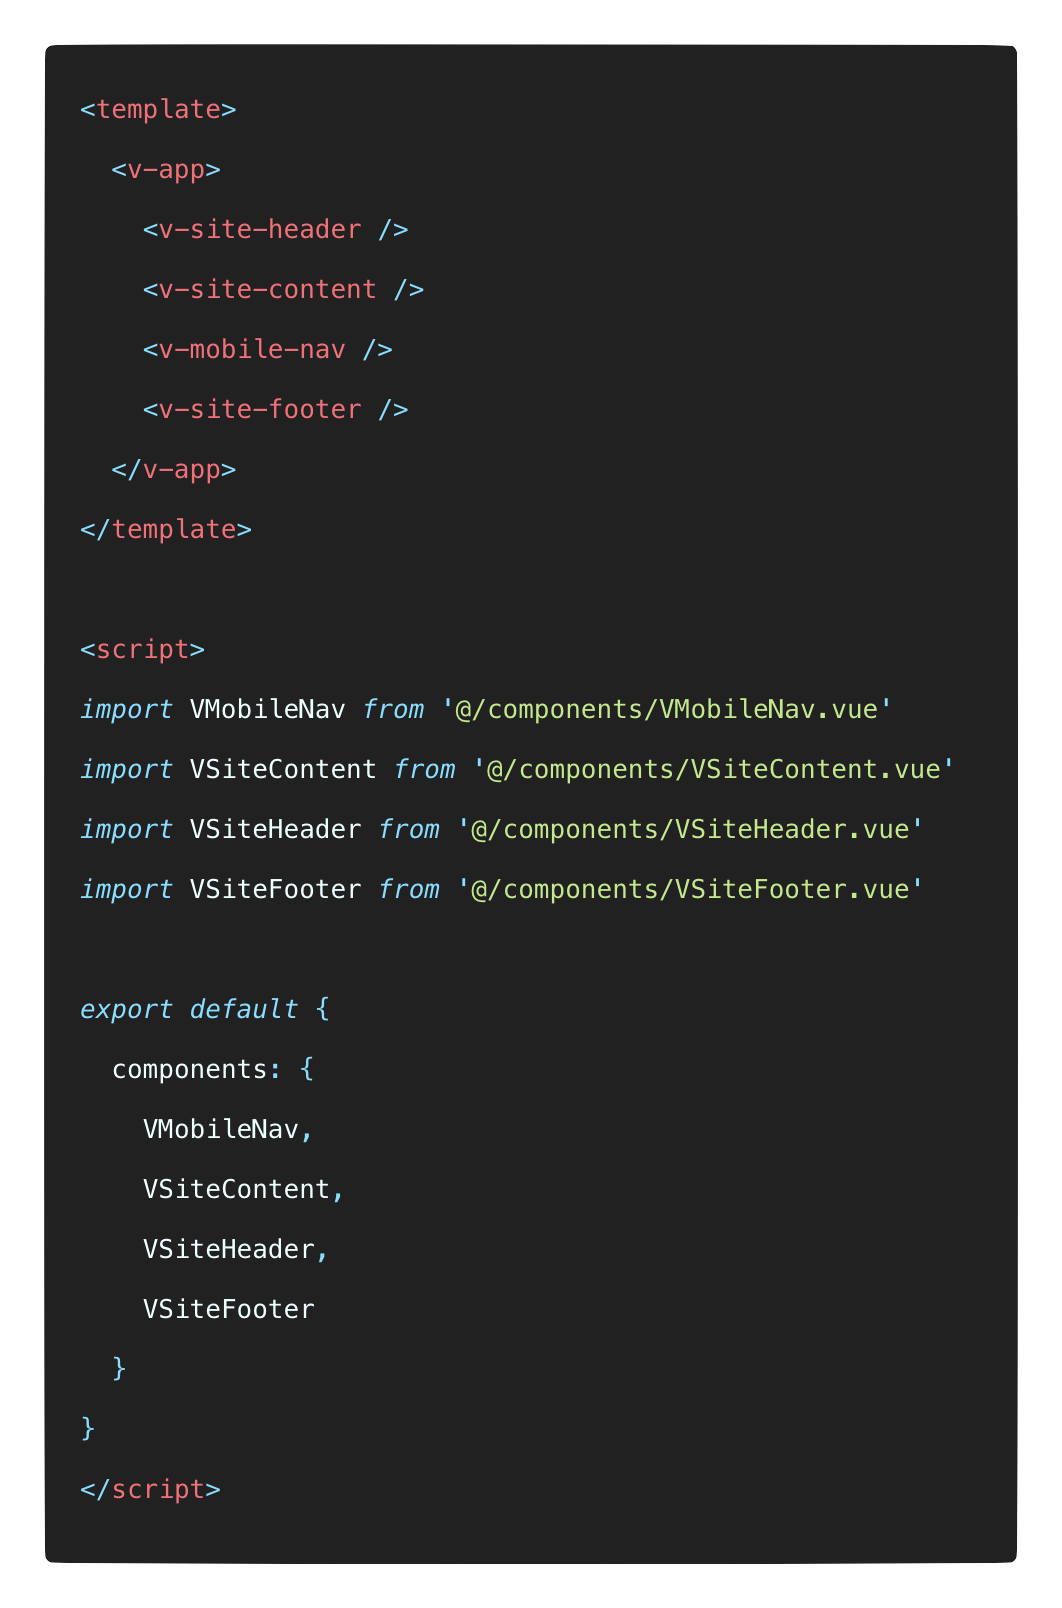 <template>
  <v-app>
    <v-site-header />
    <v-site-content />
    <v-mobile-nav />
    <v-site-footer />
  </v-app>
</template>

<script>
import VMobileNav from '@/components/VMobileNav.vue'
import VSiteContent from '@/components/VSiteContent.vue'
import VSiteHeader from '@/components/VSiteHeader.vue'
import VSiteFooter from '@/components/VSiteFooter.vue'

export default {
  components: {
    VMobileNav,
    VSiteContent,
    VSiteHeader,
    VSiteFooter
  }
}
</script>